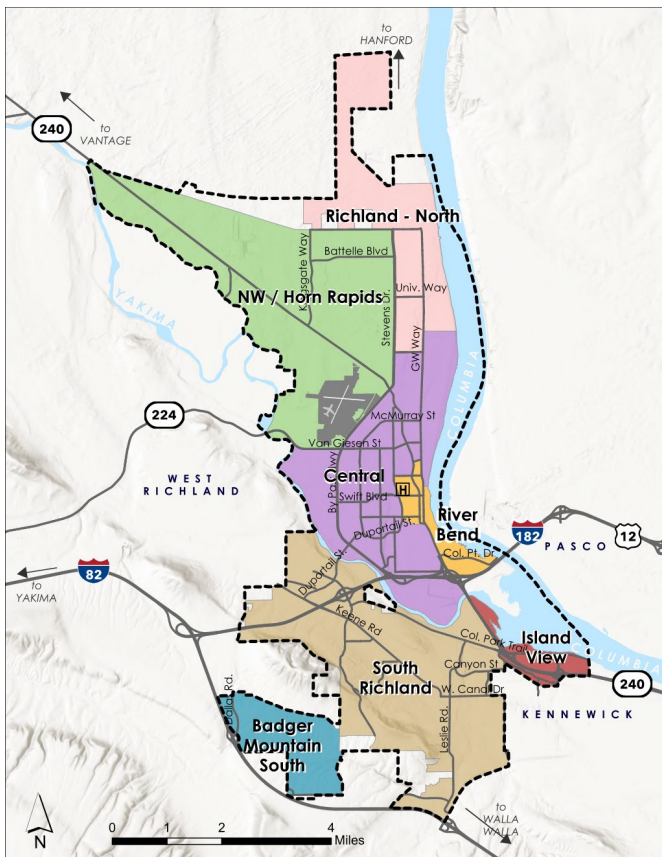 to
HANFORD
240
to
VANTAGE
Richland - North
Kingsgate Way
Battelle Blvd
NW / Horn Rapids
Univ. Way
Stevens Dr.
GW Way
YAKIMA
COLUMBIA
224
McMurray St
Van Giesen St
WEST
RICHLAND
Central
By Pass Hwy
H
Swift Blvd
River
Bend
Duportail St.
182
12
PASCO
Col. Pt. Dr.
82
to
YAKIMA
Duportail St.
Keene Rd
Col. Park Trail
Island
View
COLUMBIA
South
Richland
Canyon St
W. Canal Dr.
240
KENNEWICK
Leslie Rd.
Dallas Rd.
Badger
Mountain
South
to
WALLA
WALLA
N
0 2 4
Miles